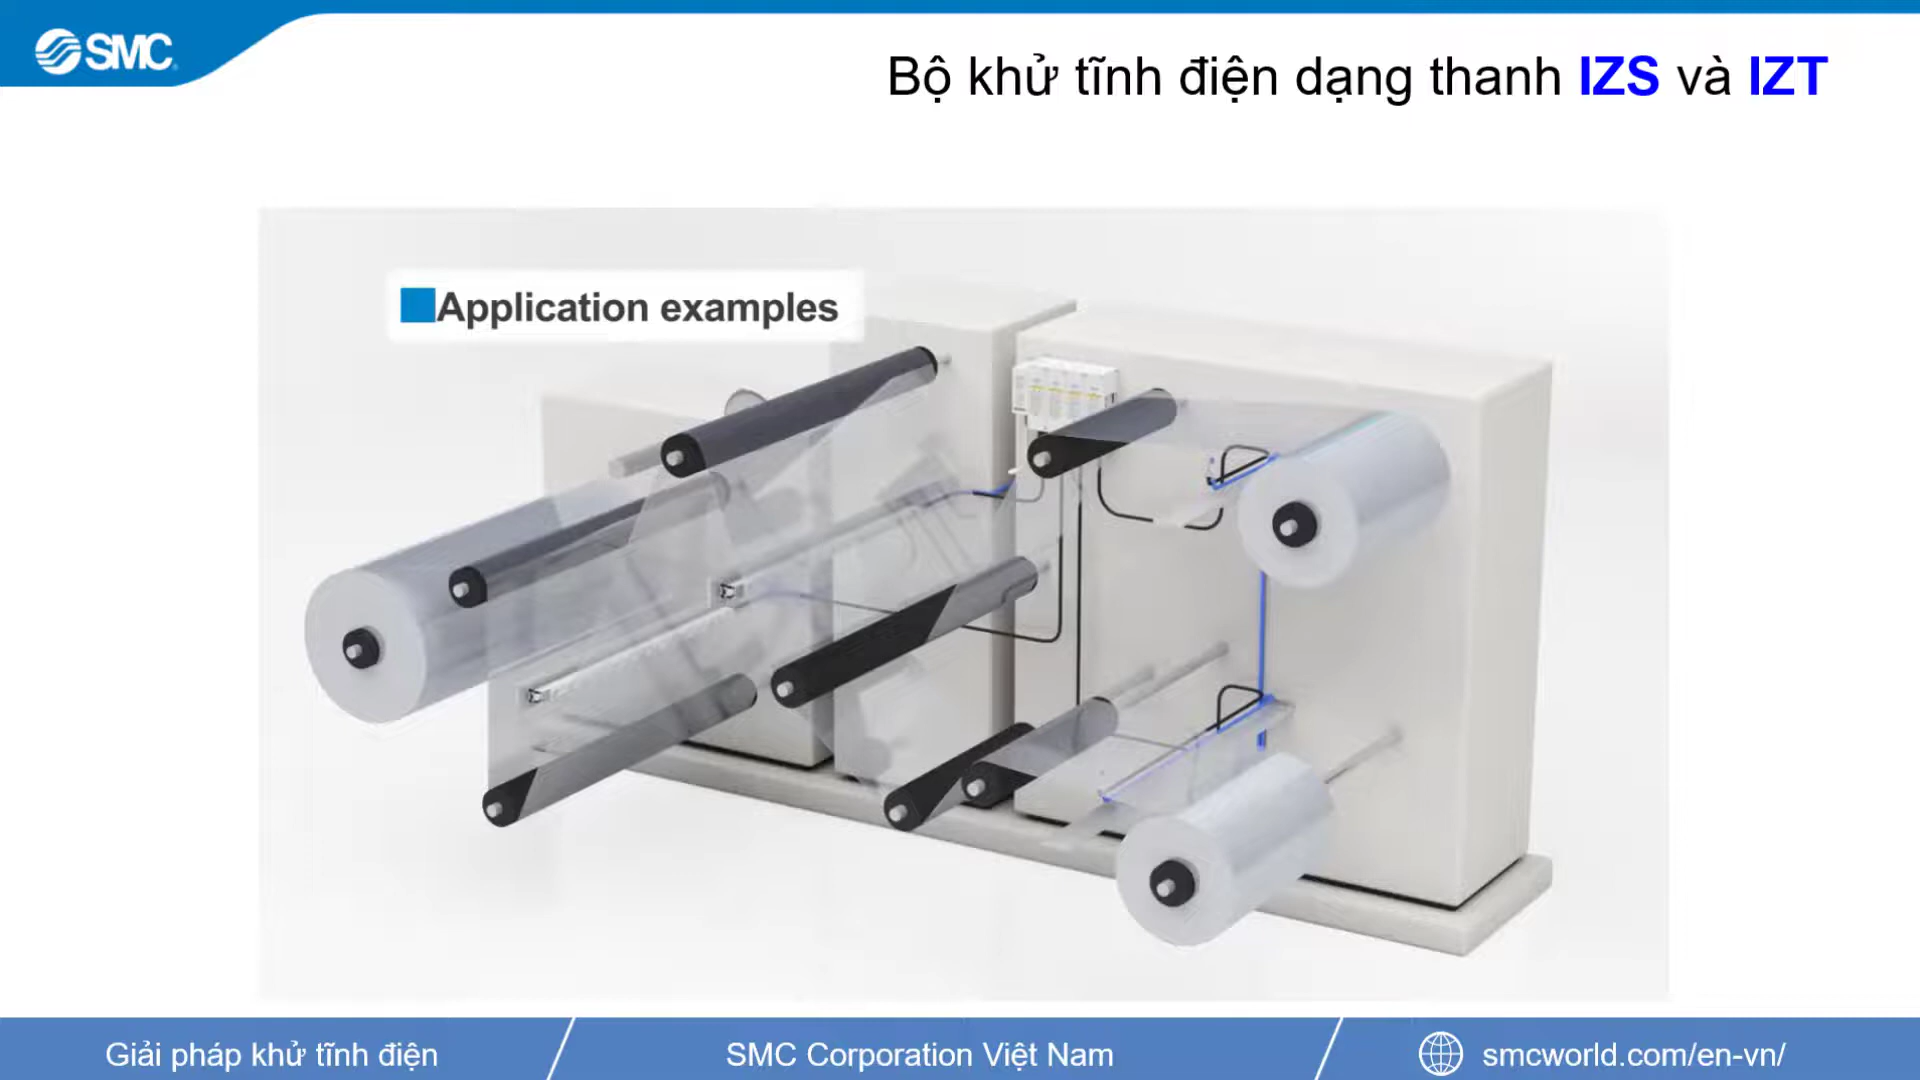 SMC
Bộ khử tĩnh điện dạng thanh IZS và IZT
Application examples
Giải pháp khử tĩnh điện
SMC Corporation Việt Nam
smcworld.com/en-vn/